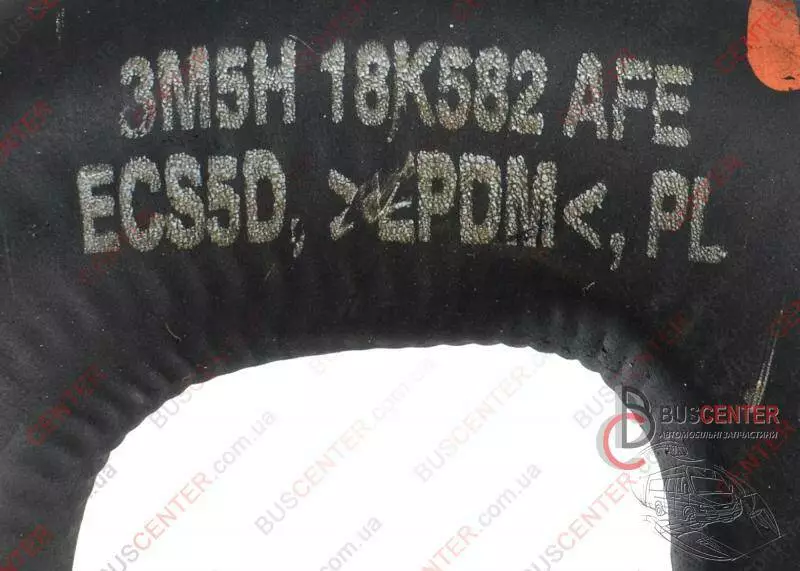 3M5H 18K582 AFE
ECS5D, >EPDM<, PL
BUSCENTER
АВТОМОБІЛЬНІ ЗАПЧАСТИНИ
BUSCENTER.com.ua